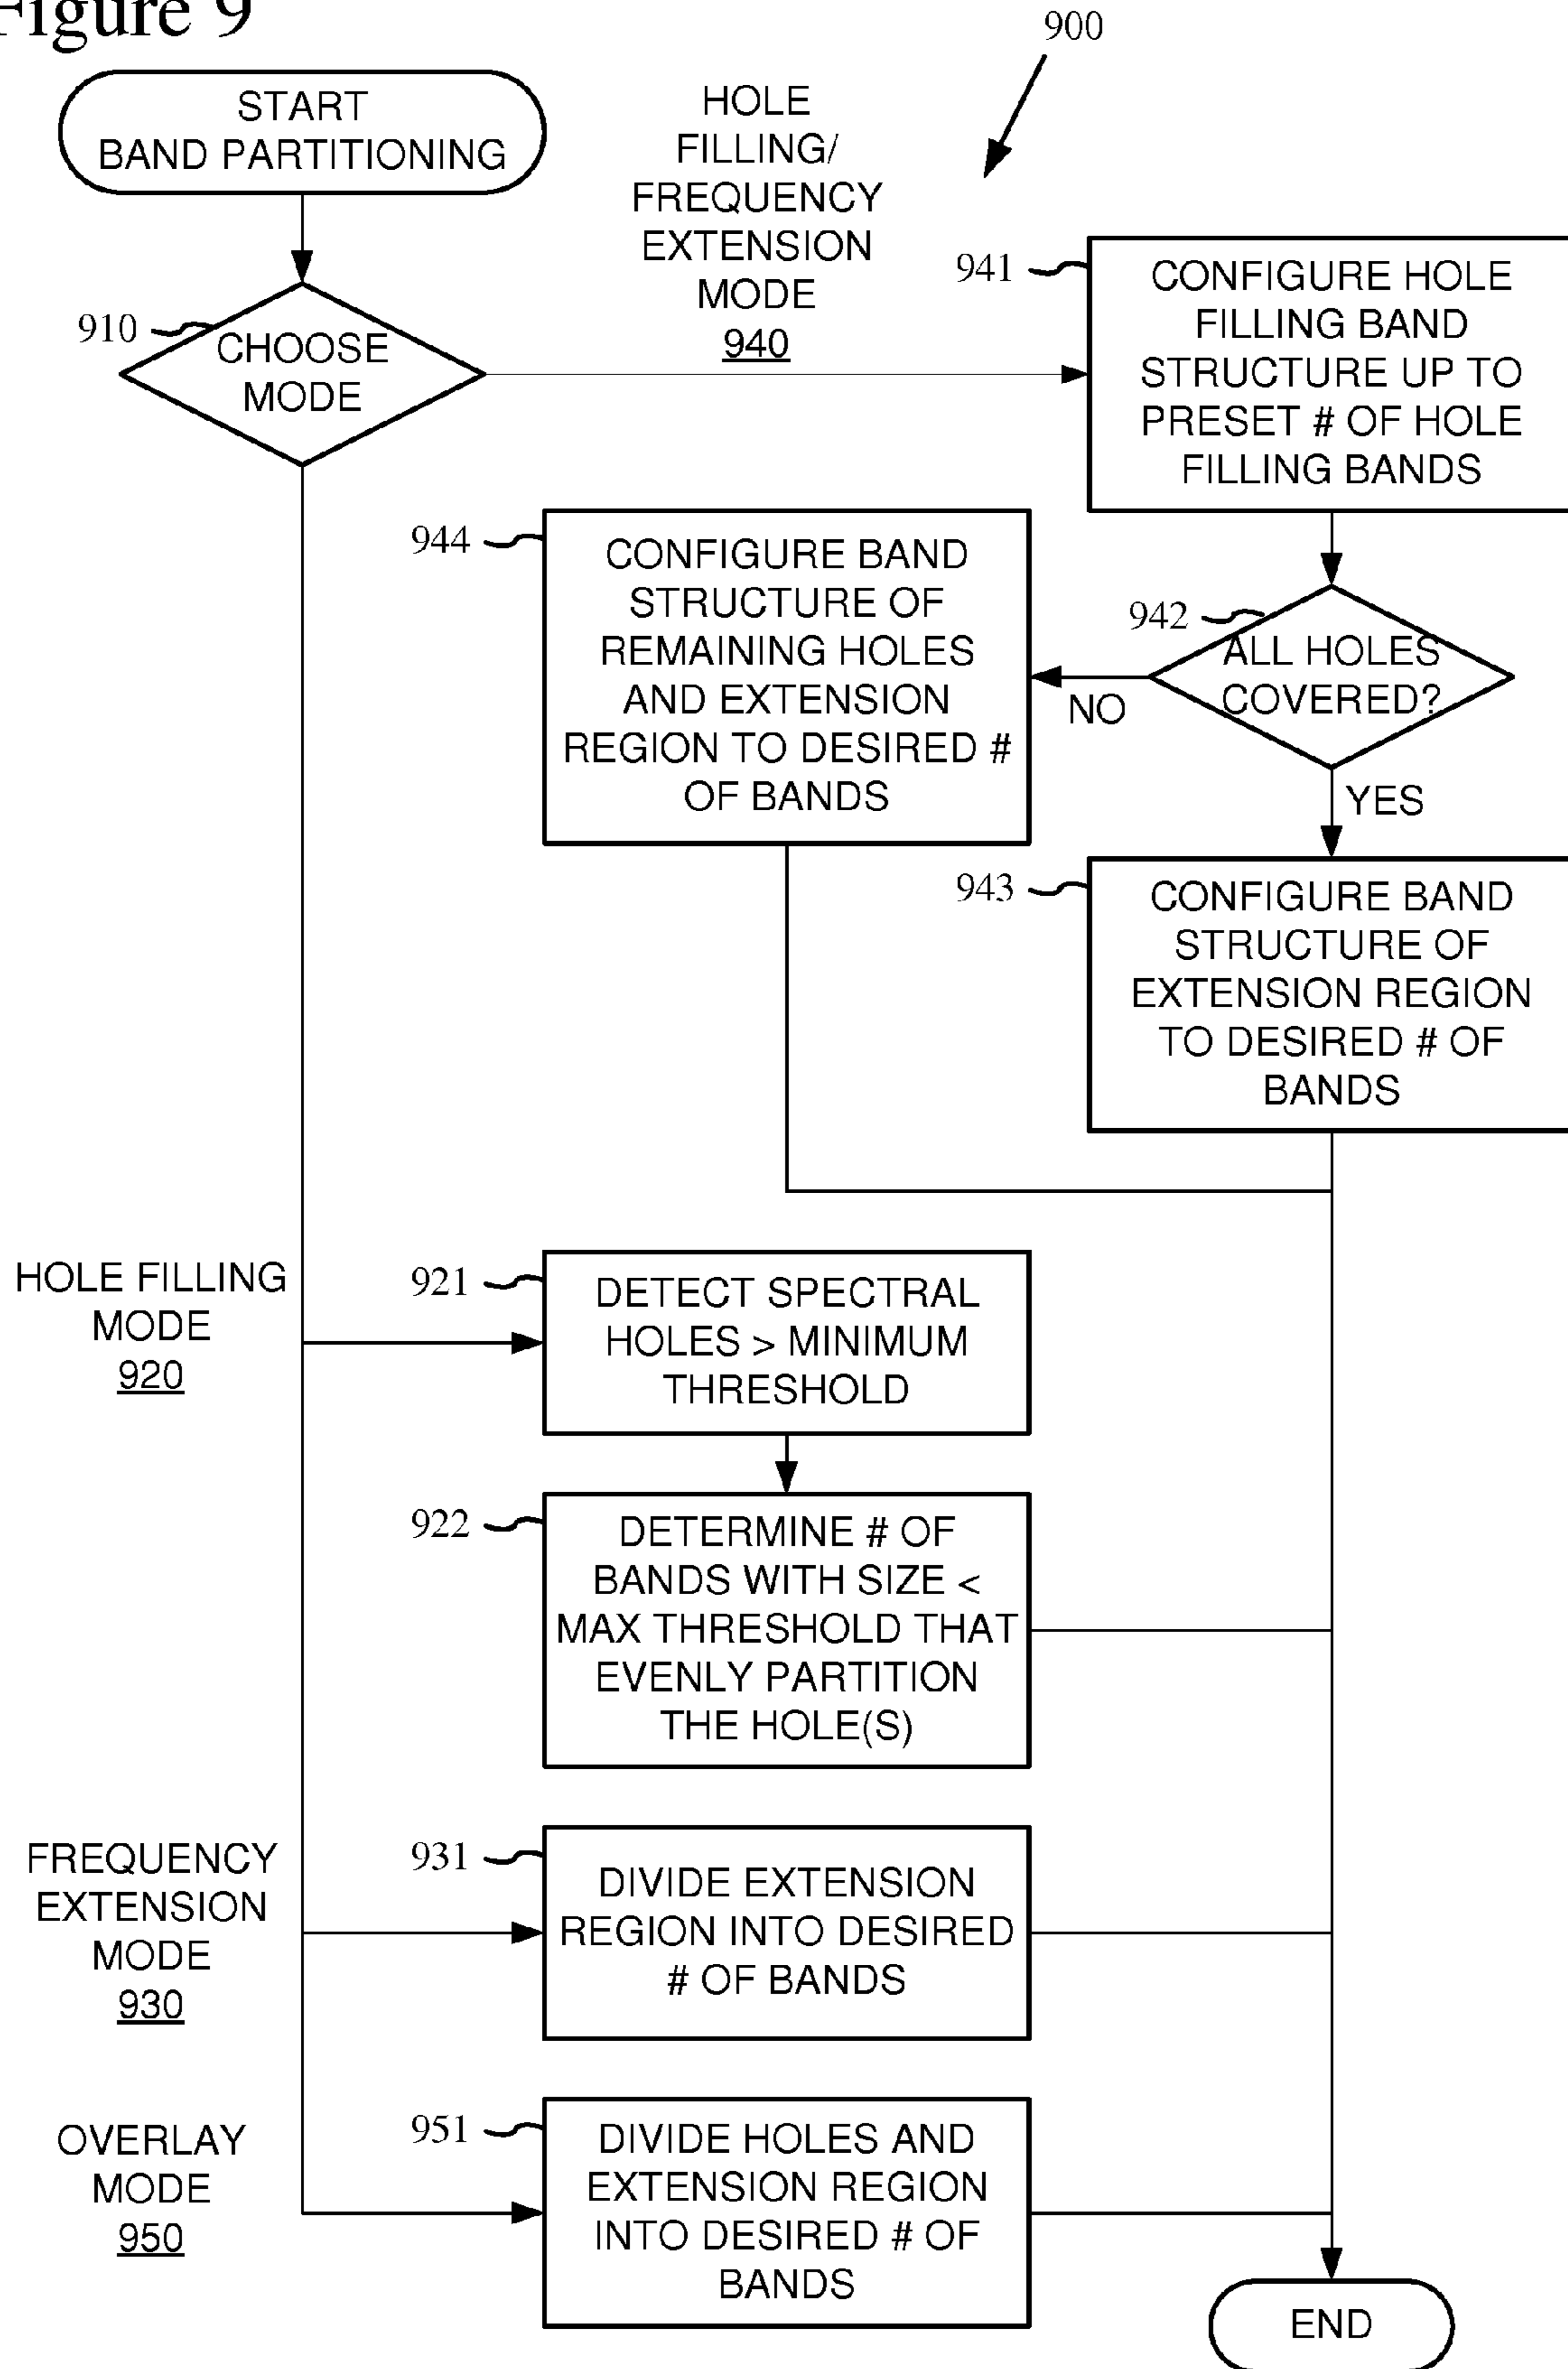 Figure 9
900
START
BAND PARTITIONING
HOLE
FILLING/
FREQUENCY
EXTENSION
MODE
940
910
CHOOSE
MODE
941
CONFIGURE HOLE
FILLING BAND
STRUCTURE UP TO
PRESET # OF HOLE
FILLING BANDS
942
ALL HOLES
COVERED?
NO
YES
944
CONFIGURE BAND
STRUCTURE OF
REMAINING HOLES
AND EXTENSION
REGION TO DESIRED #
OF BANDS
943
CONFIGURE BAND
STRUCTURE OF
EXTENSION REGION
TO DESIRED # OF
BANDS
HOLE FILLING
MODE
920
921
DETECT SPECTRAL
HOLES > MINIMUM
THRESHOLD
922
DETERMINE # OF
BANDS WITH SIZE <
MAX THRESHOLD THAT
EVENLY PARTITION
THE HOLE(S)
FREQUENCY
EXTENSION
MODE
930
931
DIVIDE EXTENSION
REGION INTO DESIRED
# OF BANDS
OVERLAY
MODE
950
951
DIVIDE HOLES AND
EXTENSION REGION
INTO DESIRED # OF
BANDS
END